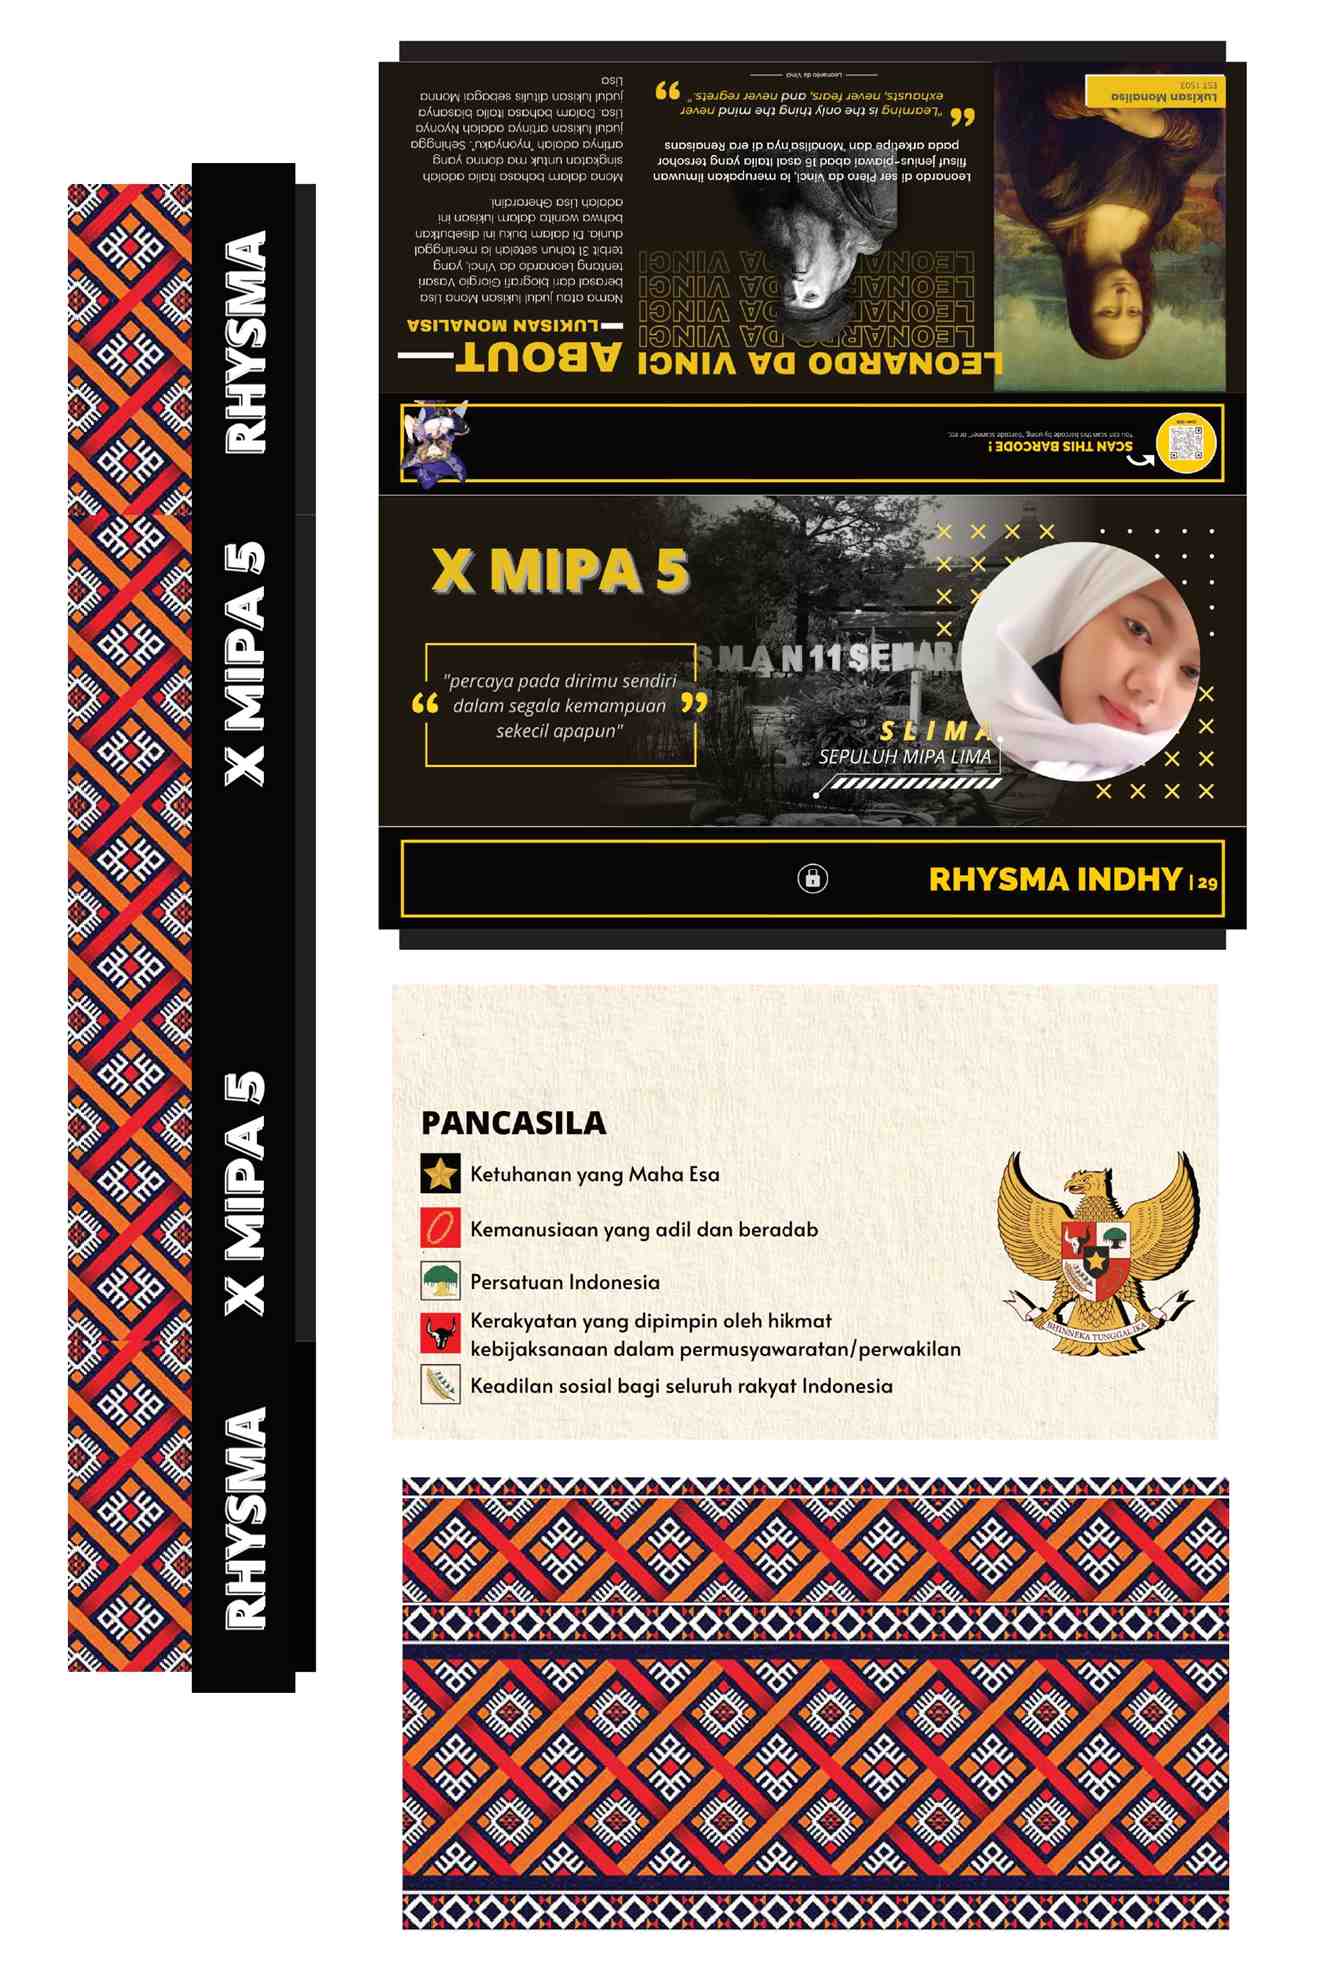 RHYSMA
X MIPA 5
X MIPA 5
RHYSMA
Lukisan Monalisa
EST 1503
LEONARDO DA VINCI
LEONARDO DA VINCI
LEONARDO DA VINCI
LEONARDO DA VINCI
LEONARDO DA VINCI
Leonardo di ser Piero da Vinci, ia merupakan ilmuwan
filsuf jenius-piawai abad 16 asal Italia yang tersohor
pada arketipe dan "Monalisa"nya di era Renaisans
"Learning is the only thing the mind never
exhausts, never fears, and never regrets."
Leonardo da Vinci
ABOUT
LUKISAN MONALISA
Nama atau judul lukisan Mona Lisa
berasal dari biografi Giorgio Vasari
tentang Leonardo da Vinci, yang
terbit 31 tahun setelah ia meninggal
dunia. Di dalam buku ini disebutkan
bahwa wanita dalam lukisan ini
adalah Lisa Gherardini.
Mona dalam bahasa Italia adalah
singkatan untuk ma donna yang
artinya adalah "nyonyaku". Sehingga
judul lukisan artinya adalah Nyonya
Lisa. Dalam bahasa Italia biasanya
judul lukisan ditulis sebagai Monna
Lisa
SCAN THIS BARCODE !
You can scan this barcode by using "barcode scanner" or etc,
X MIPA 5
"percaya pada dirimu sendiri
dalam segala kemampuan
sekecil apapun"
SMAN 11 SEMARA
SLIMA
SEPULUH MIPA LIMA
RHYSMA INDHY | 29
PANCASILA
Ketuhanan yang Maha Esa
Kemanusiaan yang adil dan beradab
Persatuan Indonesia
Kerakyatan yang dipimpin oleh hikmat
kebijaksanaan dalam permusyawaratan/perwakilan
Keadilan sosial bagi seluruh rakyat Indonesia
BHINNEKA TUNGGAL IKA